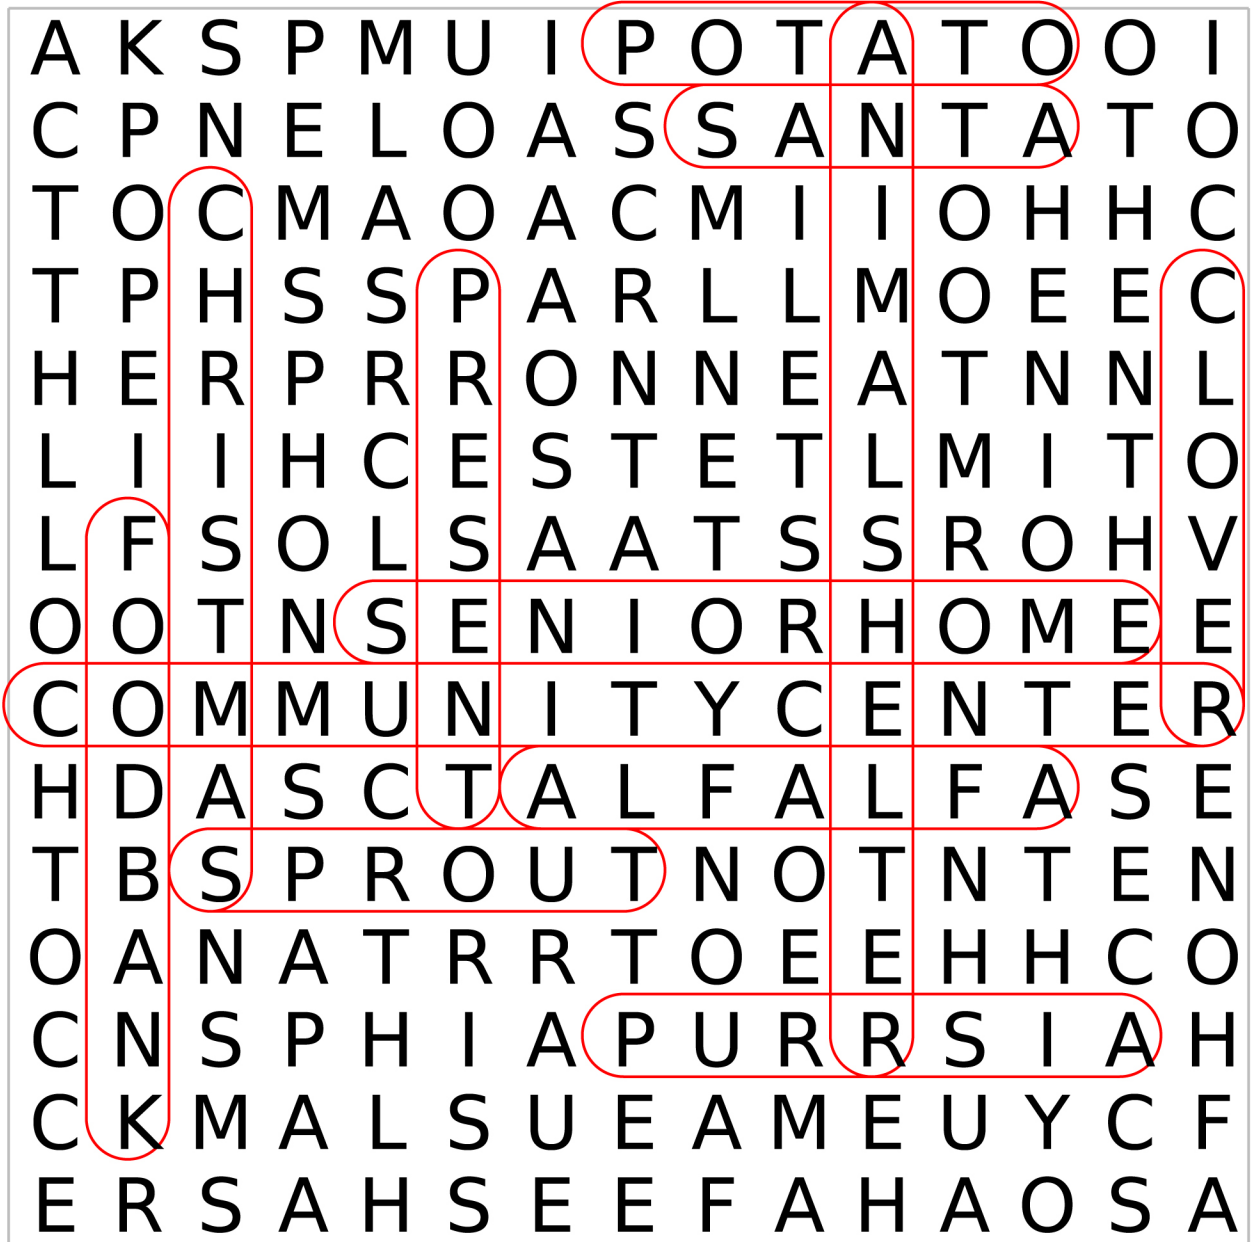 A K S P M U I P O T A T O O I
C P N E L O A S S A N T A T O
T O C M A O A C M I I O H H C
T P H S S P A R L L M O E E C
H E R P R R O N N E A T N N L
L I I H C E S T E T L M I T O
L F S O L S A A T S S R O H V
O O T N S E N I O R H O M E E
C O M M U N I T Y C E N T E R
H D A S C T A L F A L F A S E
T B S P R O U T N O T N T E N
O A N A T R R T O E E H H C O
C N S P H I A P U R R S I A H
C K M A L S U E A M E U Y C F
E R S A H S E E F A H A O S A